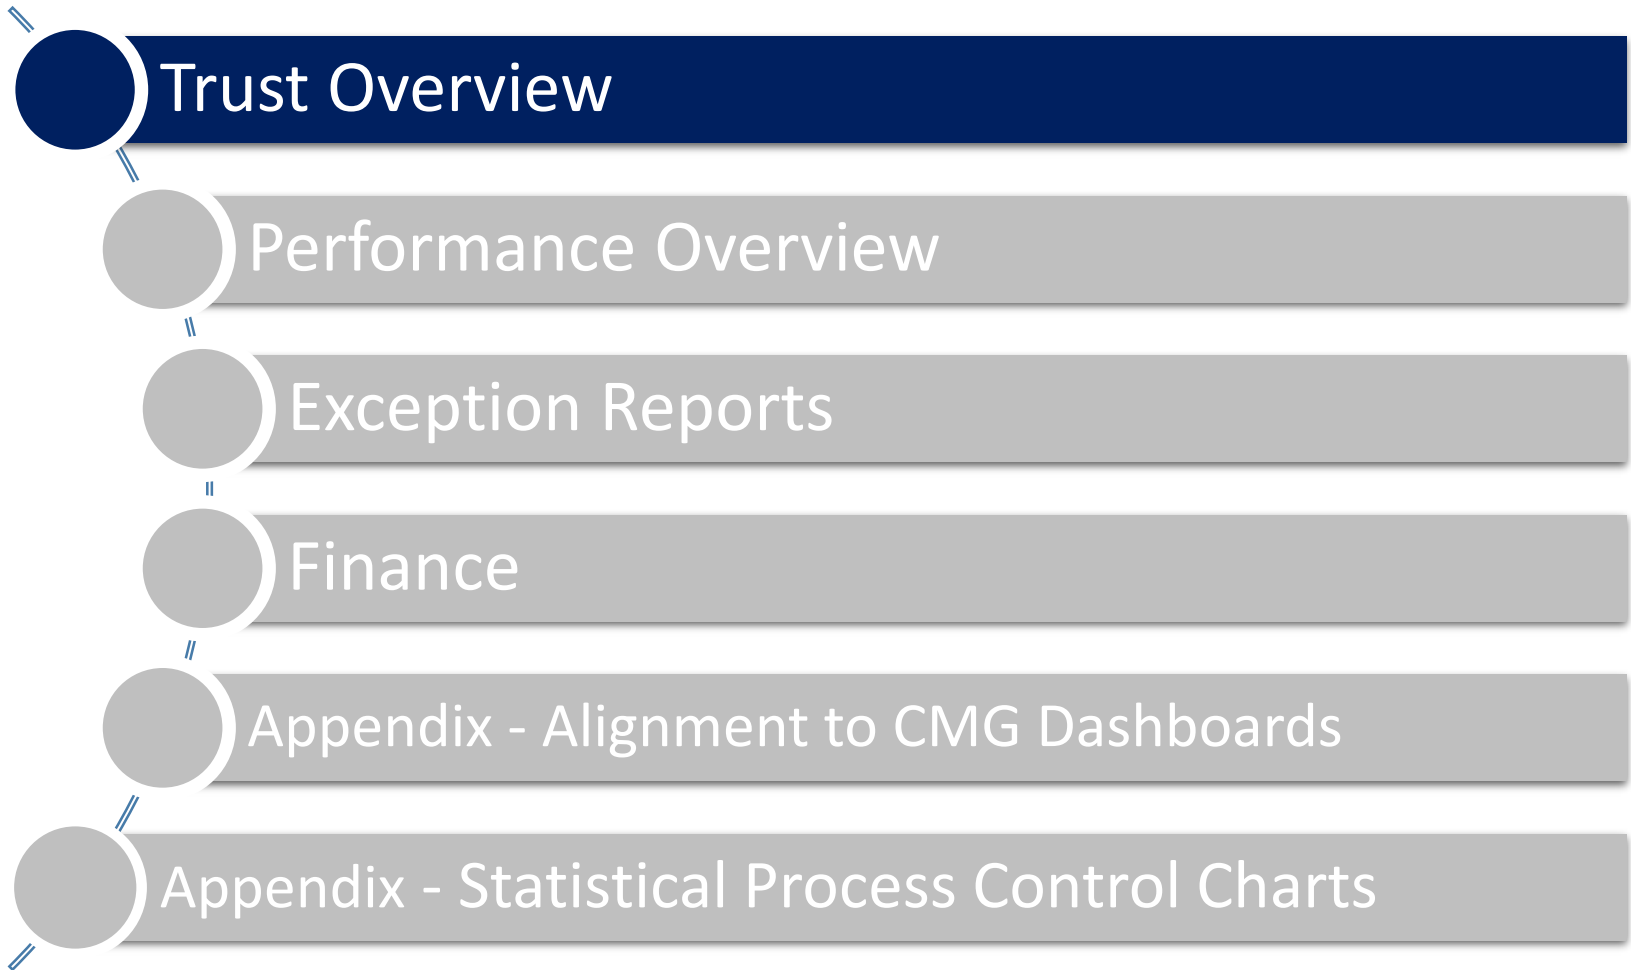 Trust Overview
Performance Overview
Exception Reports
Finance
Appendix - Alignment to CMG Dashboards
Appendix - Statistical Process Control Charts